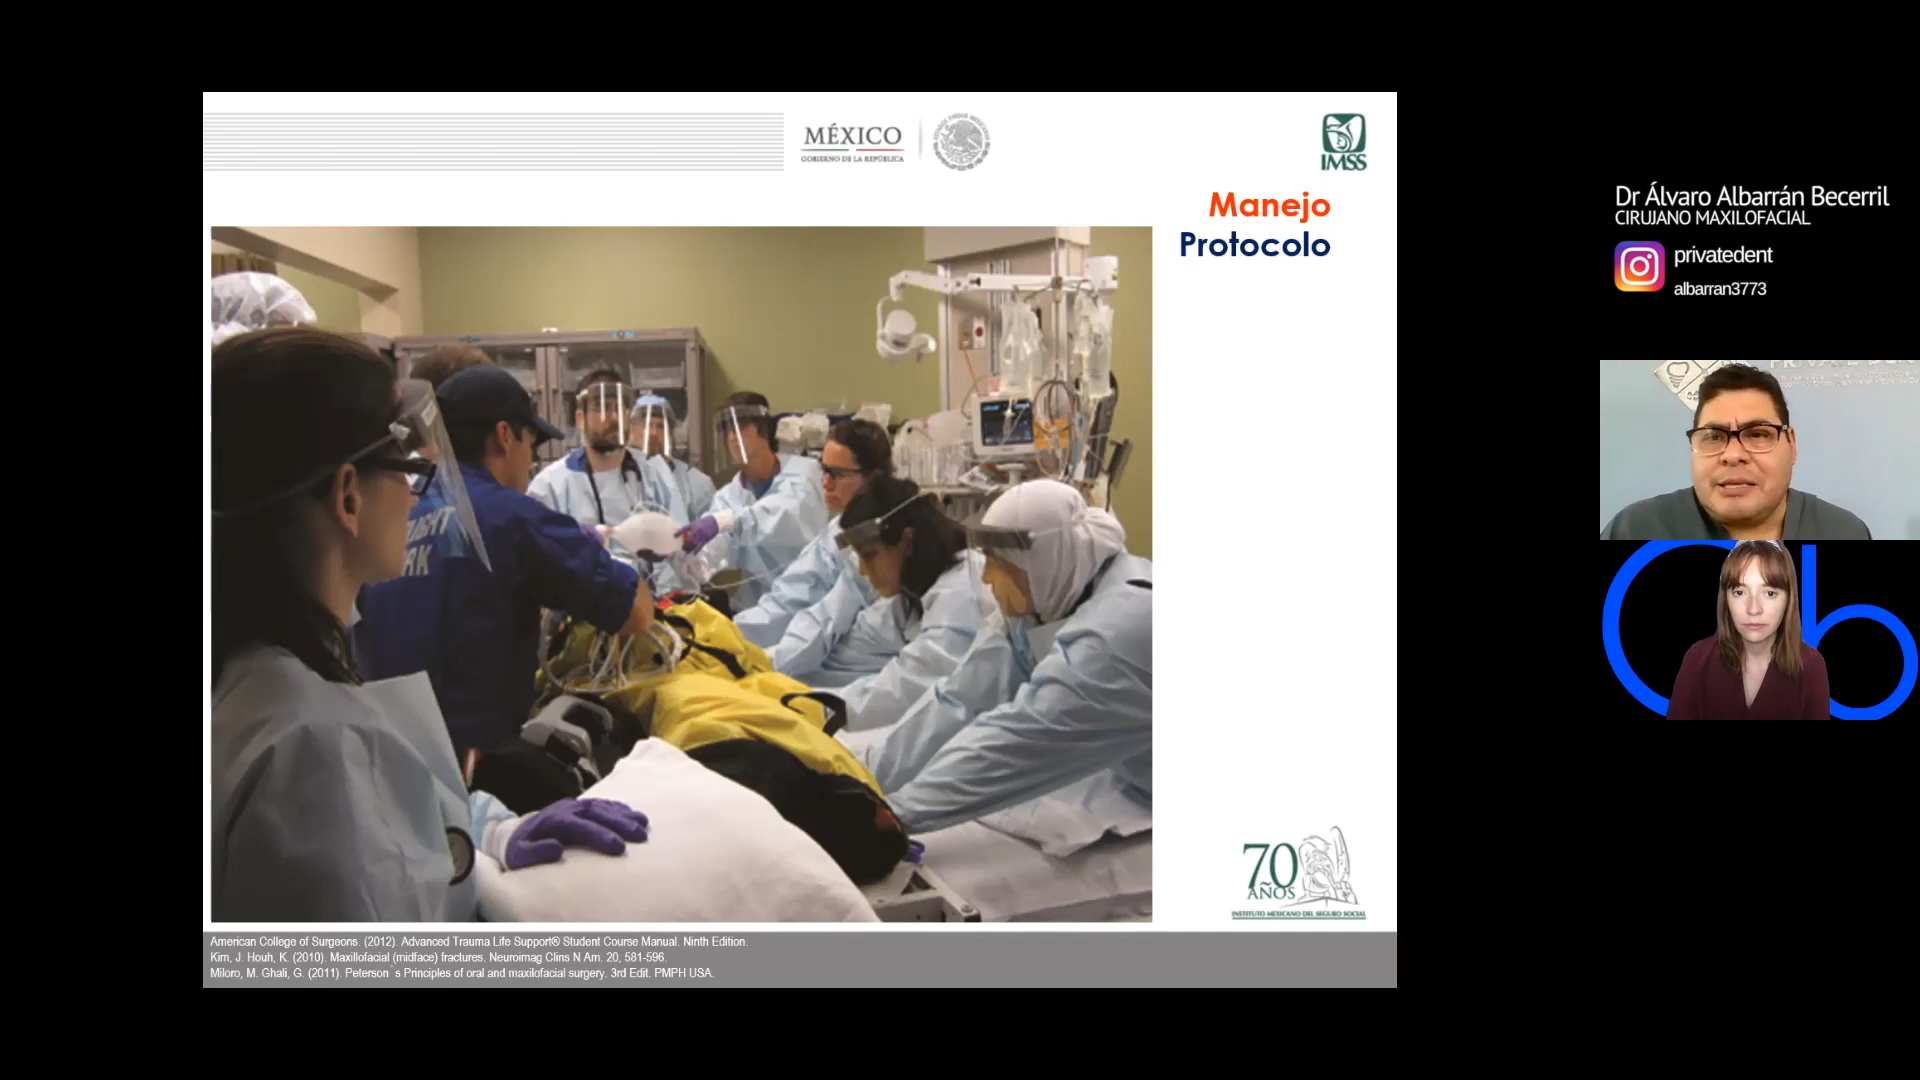 MÉXICO
GOBIERNO DE LA REPÚBLICA
IMSS
Manejo
Protocolo
70
AÑOS
INSTITUTO MEXICANO DEL SEGURO SOCIAL
American College of Surgeons. (2012). Advanced Trauma Life Support® Student Course Manual. Ninth Edition.
Kim, J. Houh, K. (2010). Maxillofacial (midface) fractures. Neuroimag Clins N Am. 20, 581-596.
Miloro, M. Ghali, G. (2011). Peterson´s Principles of oral and maxilofacial surgery. 3rd Edit. PMPH USA.
Dr Álvaro Albarrán Becerril
CIRUJANO MAXILOFACIAL
privatedent
albarran3773